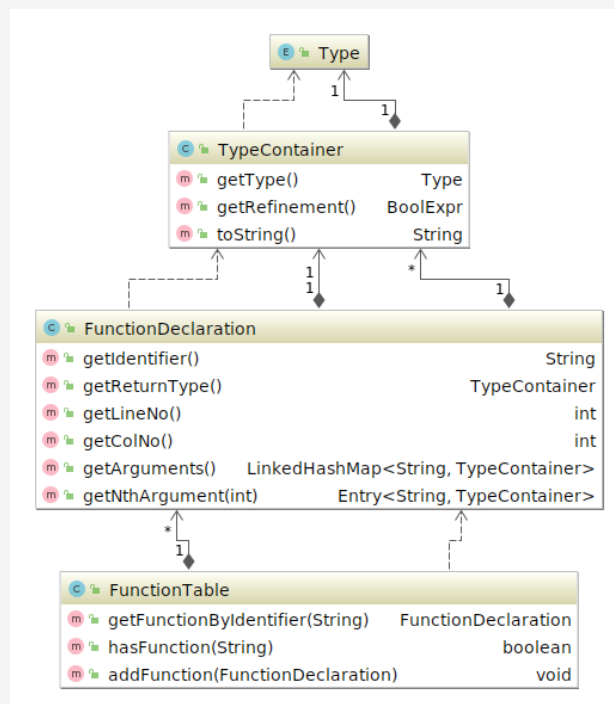 E Type
1
1
C TypeContainer
m getType() Type
m getRefinement() BoolExpr
m toString() String
1 *
1 1
C FunctionDeclaration
m getIdentifier() String
m getReturnType() TypeContainer
m getLineNo() int
m getColNo() int
m getArguments() LinkedHashMap<String, TypeContainer>
m getNthArgument(int) Entry<String, TypeContainer>
*
1
C FunctionTable
m getFunctionByIdentifier(String) FunctionDeclaration
m hasFunction(String) boolean
m addFunction(FunctionDeclaration) void